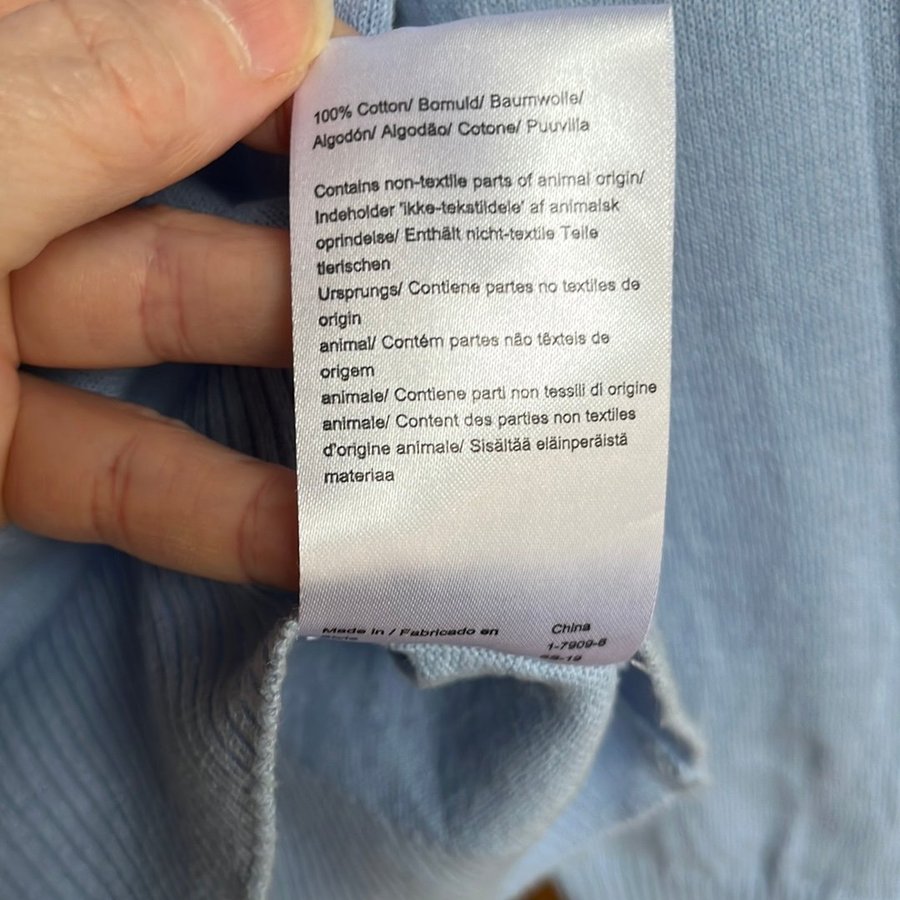 100% Cotton/ Bomuld/ Baumwolle/
Algodón/ Algodão/ Cotone/ Puuvilla
Contains non-textile parts of animal origin/
Indeholder 'ikke-tekstildele' af animalsk
oprindelse/ Enthält nicht-textile Teile
tierischen
Ursprungs/ Contiene partes no textiles de
origin
animal/ Contém partes não têxteis de
origem
animale/ Contiene parti non tessili di origine
animale/ Content des parties non textiles
d'origine animale/ Sisältää eläinperäistä
materiaa
Made in / Fabricado en China
1-7909-6